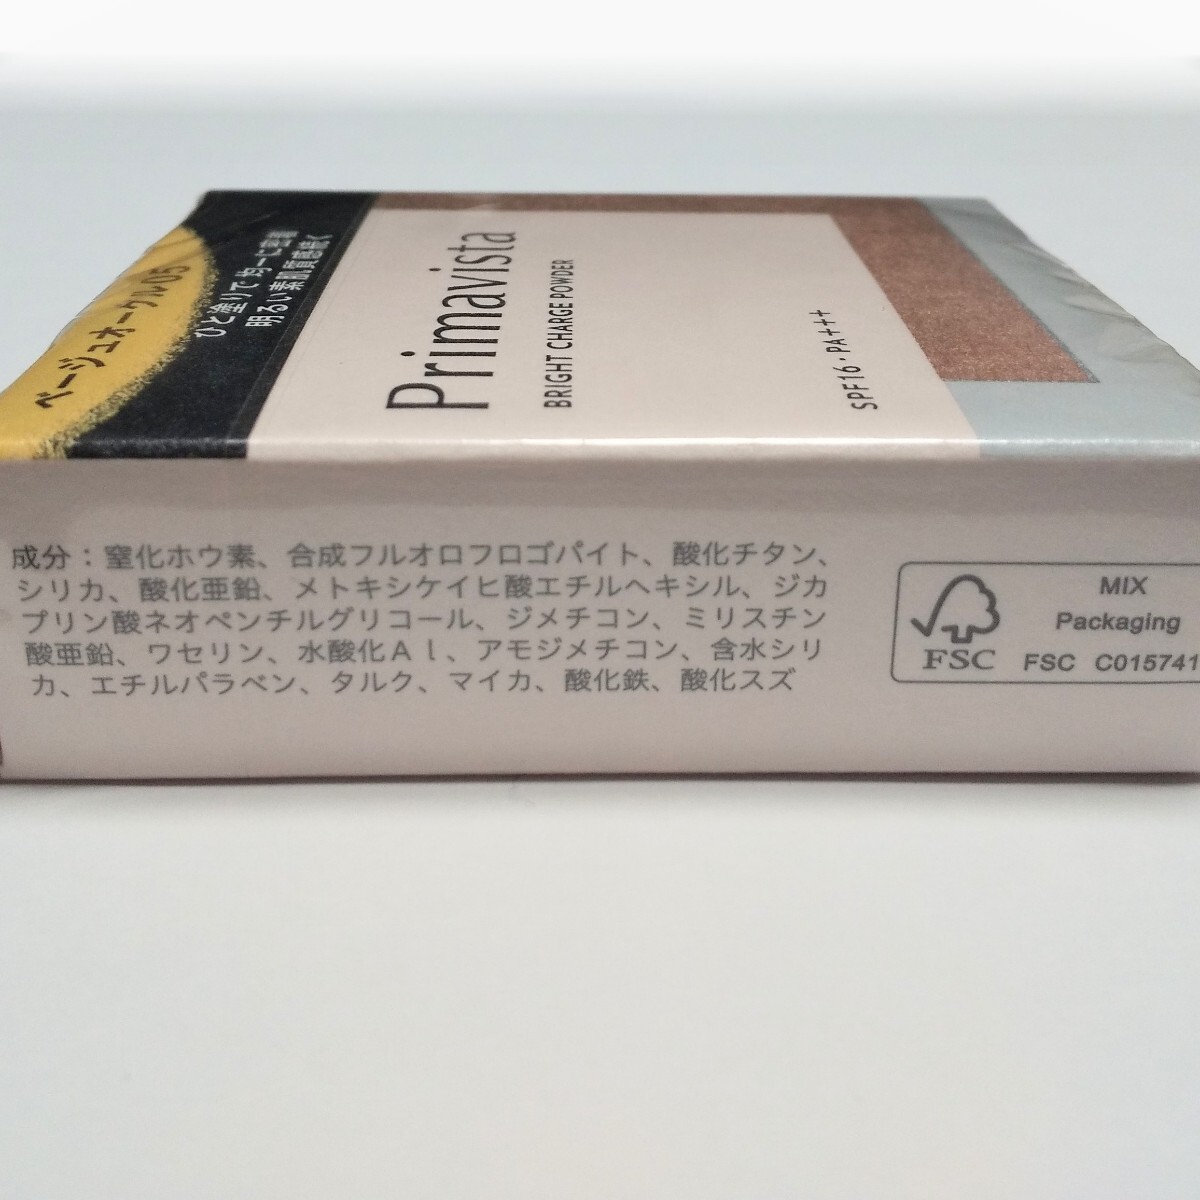 ベージュオークル05
ひと塗りで均一に密着
明るい素肌質感続く
Primavista
BRIGHT CHARGE POWDER
SPF16・PA+++
成分：窒化ホウ素、合成フルオロフロゴパイト、酸化チタン、
シリカ、酸化亜鉛、メトキシケイヒ酸エチルヘキシル、ジカ
プリン酸ネオペンチルグリコール、ジメチコン、ミリスチン
酸亜鉛、ワセリン、水酸化Ａｌ、アモジメチコン、含水シリ
カ、エチルパラベン、タルク、マイカ、酸化鉄、酸化スズ
FSC
MIX
Packaging
FSC C015741